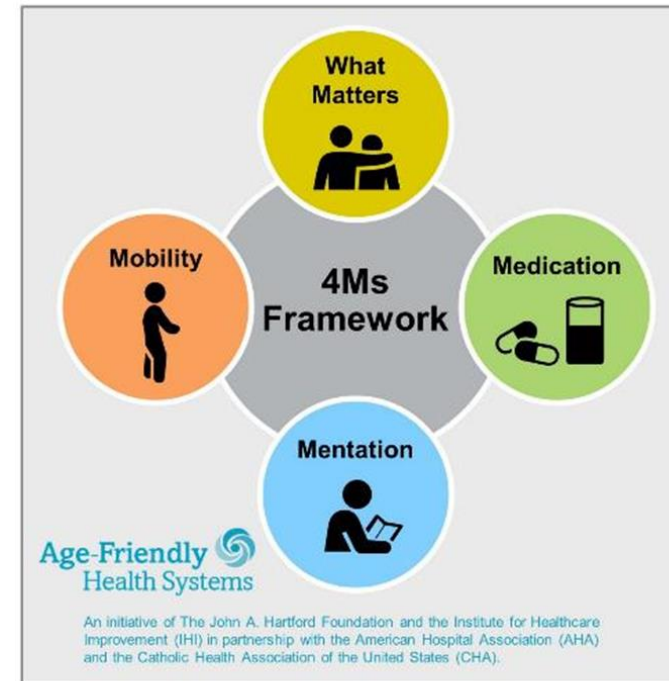 What
Matters
Mobility
4Ms
Framework
Medication
Mentation
Age-Friendly
Health Systems
An initiative of The John A. Hartford Foundation and the Institute for Healthcare
Improvement (IHI) in partnership with the American Hospital Association (AHA)
and the Catholic Health Association of the United States (CHA).